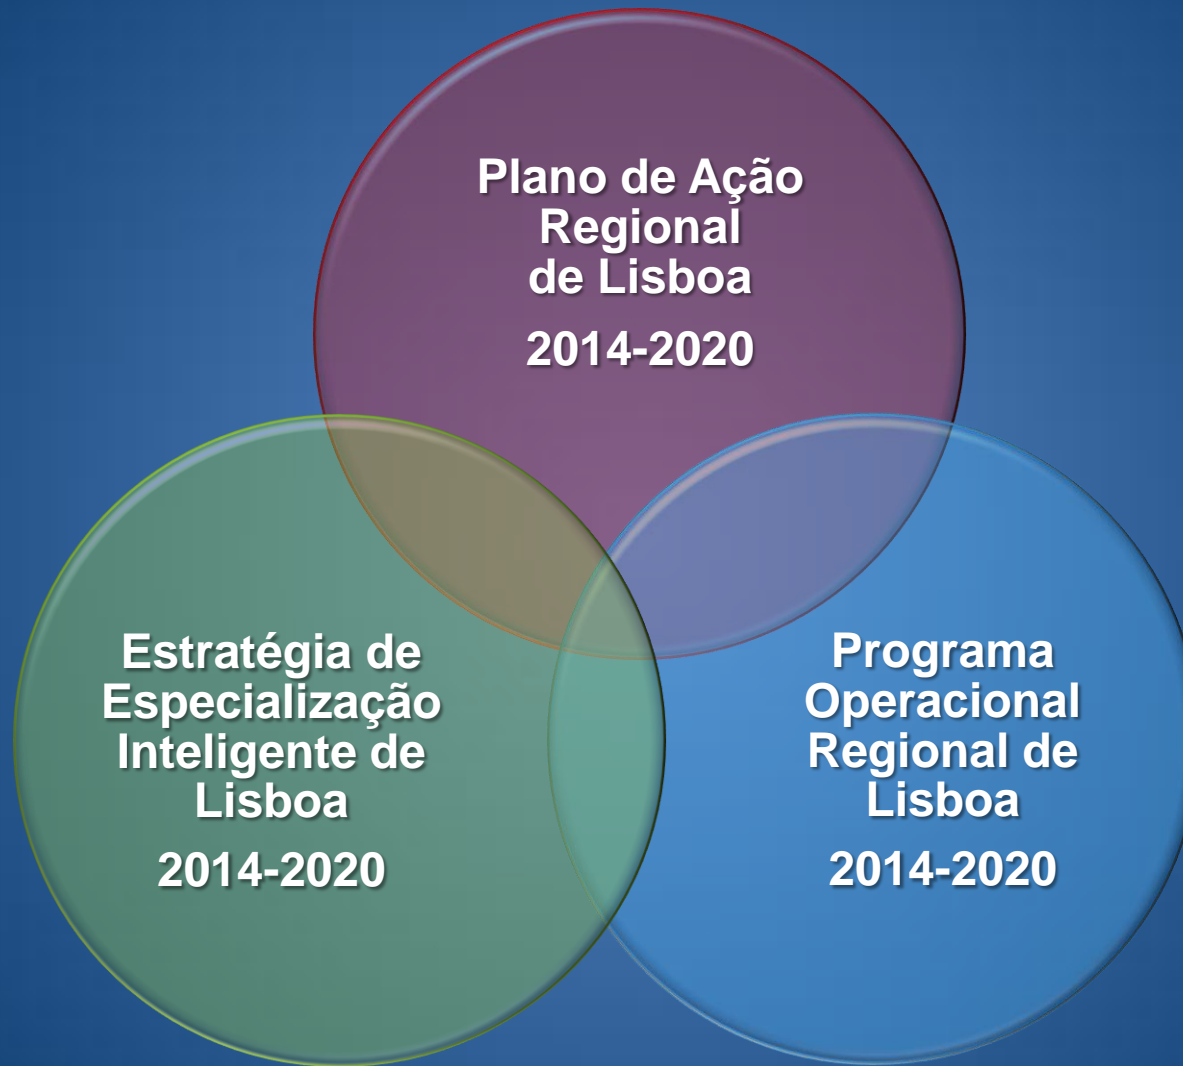 Plano de Ação
Regional
de Lisboa
2014-2020
Estratégia de
Especialização
Inteligente de
Lisboa
2014-2020
Programa
Operacional
Regional de
Lisboa
2014-2020